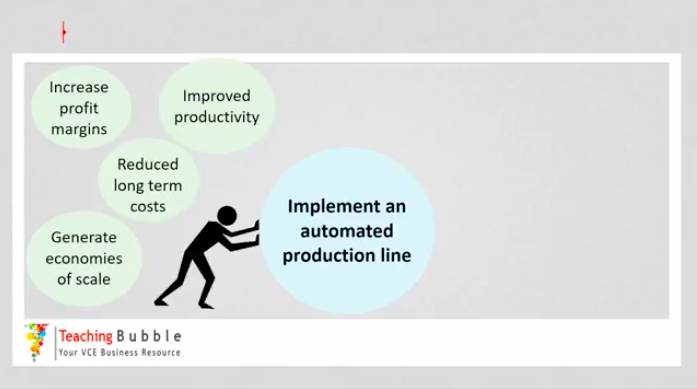 Increase
profit
margins
Improved
productivity
Reduced
long term
costs
Generate
economies
of scale
Implement an
automated
production line
Teaching Bubble
Your VCE Business Resource